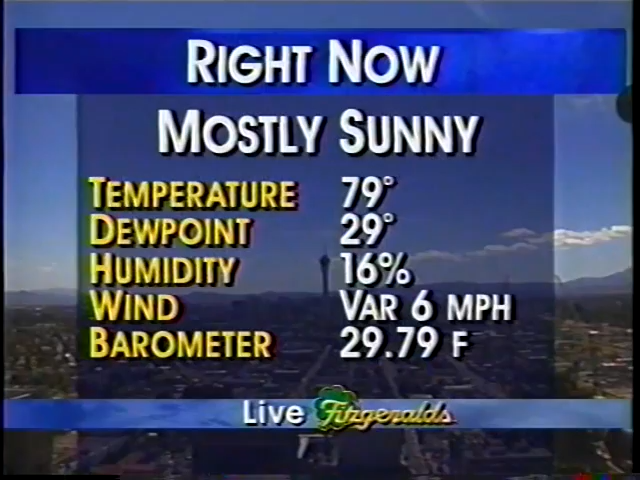 RIGHT NOW
MOSTLY SUNNY
TEMPERATURE 79°
DEWPOINT 29°
HUMIDITY 16%
WIND VAR 6 MPH
BAROMETER 29.79 F
Live Fitzgeralds